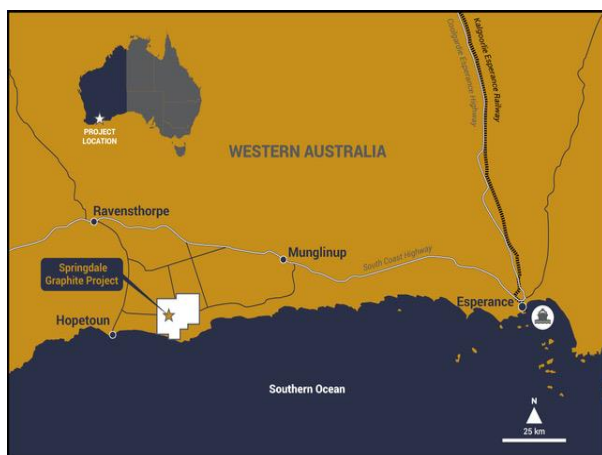 PROJECT
LOCATION
WESTERN AUSTRALIA
Coolgardie Esperance Highway
Kalgoorlie Esperance Railway
Ravensthorpe
Munglinup
South Coast Highway
Springdale
Graphite Project
Esperance
Hopetoun
Southern Ocean
N
25 km